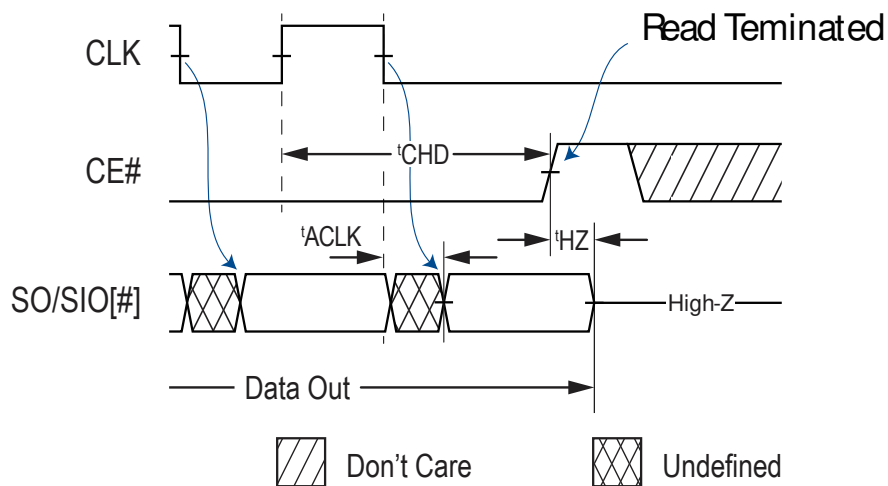 Read Teminated
CLK
tCHD
CE#
tACLK
tHZ
SO/SIO[#]
High-Z
Data Out
Don't Care
Undefined